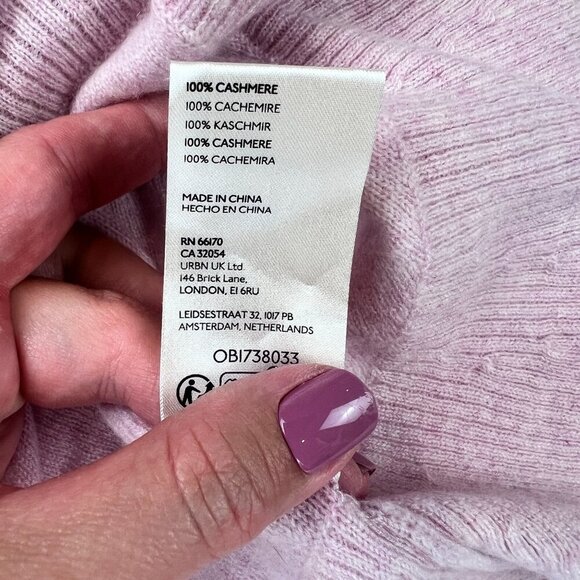 100% CASHMERE
100% CACHEMIRE
100% KASCHMIR
100% CASHMERE
100% CACHEMIRA
MADE IN CHINA
HECHO EN CHINA
RN 66170
CA 32054
URBN UK Ltd
146 Brick Lane,
LONDON, E1 6RU
LEIDSESTRAAT 32, 1017 PB
AMSTERDAM, NETHERLANDS
OB1738033